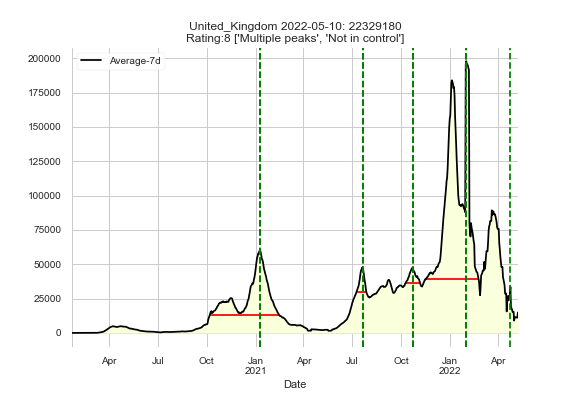 United_Kingdom 2022-05-10: 22329180
Rating:8 ['Multiple peaks', 'Not in control']
Average-7d
200000
175000
150000
125000
100000
75000
50000
25000
0
Apr Jul Oct Jan Apr Jul Oct Jan Apr
2021 2022
Date